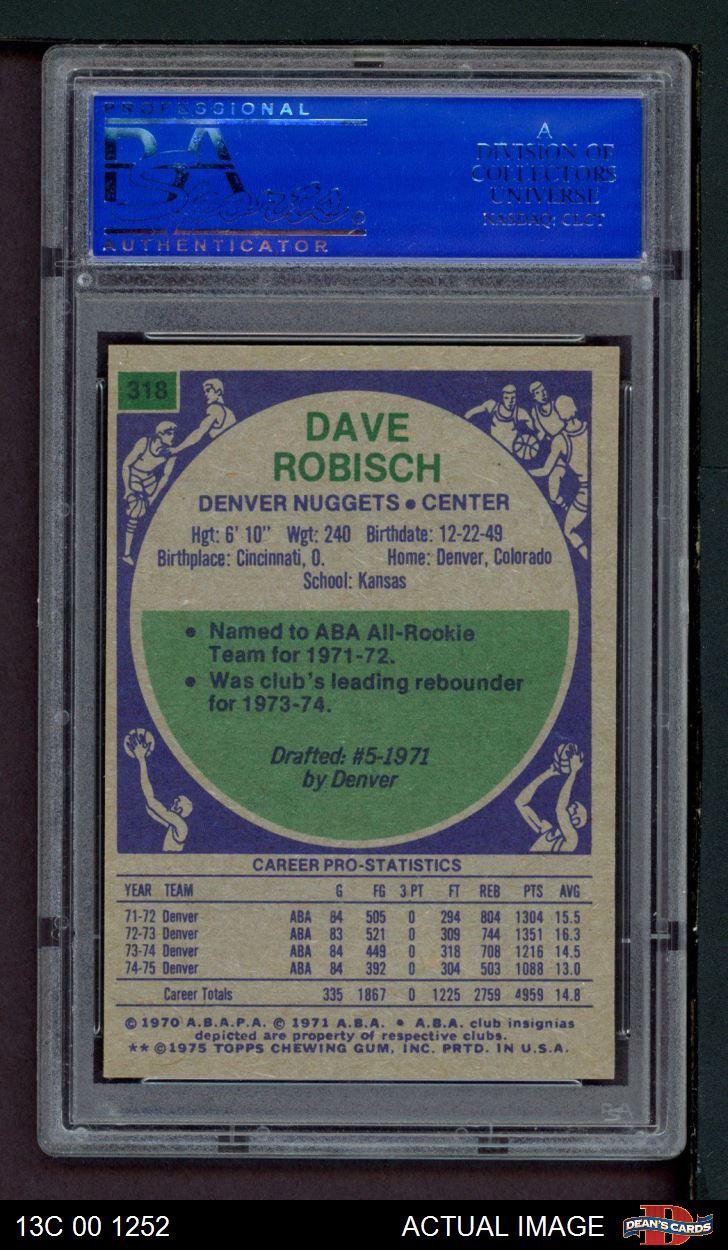 PROFESSIONAL
PSA
Sports
AUTHENTICATOR
A
DIVISION OF
COLLECTORS
UNIVERSE
NASDAQ: CLCT
318
DAVE
ROBISCH
DENVER NUGGETS • CENTER
Hgt: 6' 10" Wgt: 240 Birthdate: 12-22-49
Birthplace: Cincinnati, O. Home: Denver, Colorado
School: Kansas
• Named to ABA All-Rookie
Team for 1971-72.
• Was club's leading rebounder
for 1973-74.
Drafted: #5-1971
by Denver
CAREER PRO-STATISTICS
YEAR TEAM G FG 3 PT FT REB PTS AVG
71-72 Denver ABA 84 505 0 294 804 1304 15.5
72-73 Denver ABA 83 521 0 309 744 1351 16.3
73-74 Denver ABA 84 449 0 318 708 1216 14.5
74-75 Denver ABA 84 392 0 304 503 1088 13.0
Career Totals 335 1867 0 1225 2759 4959 14.8
© 1970 A.B.A.P.A. © 1971 A.B.A. • A.B.A. club insignias
depicted are property of respective clubs.
** © 1975 TOPPS CHEWING GUM, INC. PRTD. IN U.S.A.
PSA
13C 00 1252 ACTUAL IMAGE
D
DEAN'S CARDS